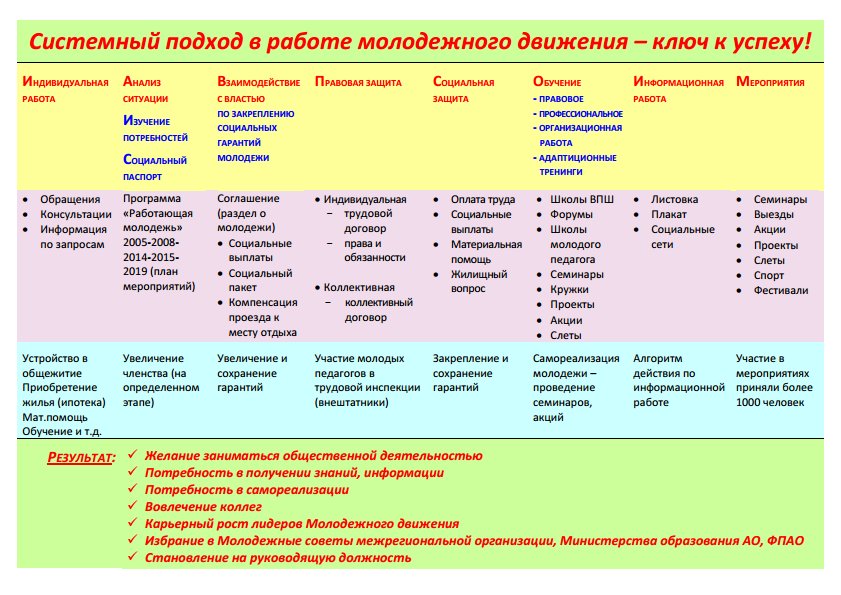 Системный подход в работе молодежного движения – ключ к успеху!
Индивидуальная
работа
Анализ
ситуации
Изучение
потребностей
Социальный
паспорт
Взаимодействие
с властью
по закреплению
социальных
гарантий
молодежи
Правовая защита
Социальная
защита
Обучение
- правовое
- профессиональное
- организационная
работа
- адаптиционные
тренинги
Информационная
работа
Мероприятия
• Обращения
• Консультации
• Информация
по запросам
Программа
«Работающая
молодежь»
2005-2008-
2014-2015-
2019 (план
мероприятий)
Соглашение
(раздел о
молодежи)
• Социальные
выплаты
• Социальный
пакет
• Компенсация
проезда к
месту отдыха
• Индивидуальная
– трудовой
договор
– права и
обязанности
• Коллективная
– коллективный
договор
• Оплата труда
• Социальные
выплаты
• Материальная
помощь
• Жилищный
вопрос
• Школы ВПШ
• Форумы
• Школы
молодого
педагога
• Семинары
• Кружки
• Проекты
• Акции
• Слеты
• Листовка
• Плакат
• Социальные
сети
• Семинары
• Выезды
• Акции
• Проекты
• Слеты
• Спорт
• Фестивали
Устройство в
общежитие
Приобретение
жилья (ипотека)
Мат.помощь
Обучение и т.д.
Увеличение
членства (на
определенном
этапе)
Увеличение и
сохранение
гарантий
Участие молодых
педагогов в
трудовой инспекции
(внештатники)
Закрепление и
сохранение
гарантий
Самореализация
молодежи –
проведение
семинаров,
акций
Алгоритм
действия по
информационной
работе
Участие в
мероприятиях
приняли более
1000 человек
Результат:
✓ Желание заниматься общественной деятельностью
✓ Потребность в получении знаний, информации
✓ Потребность в самореализации
✓ Вовлечение коллег
✓ Карьерный рост лидеров Молодежного движения
✓ Избрание в Молодежные советы межрегиональной организации, Министерства образования АО, ФПАО
✓ Становление на руководящую должность